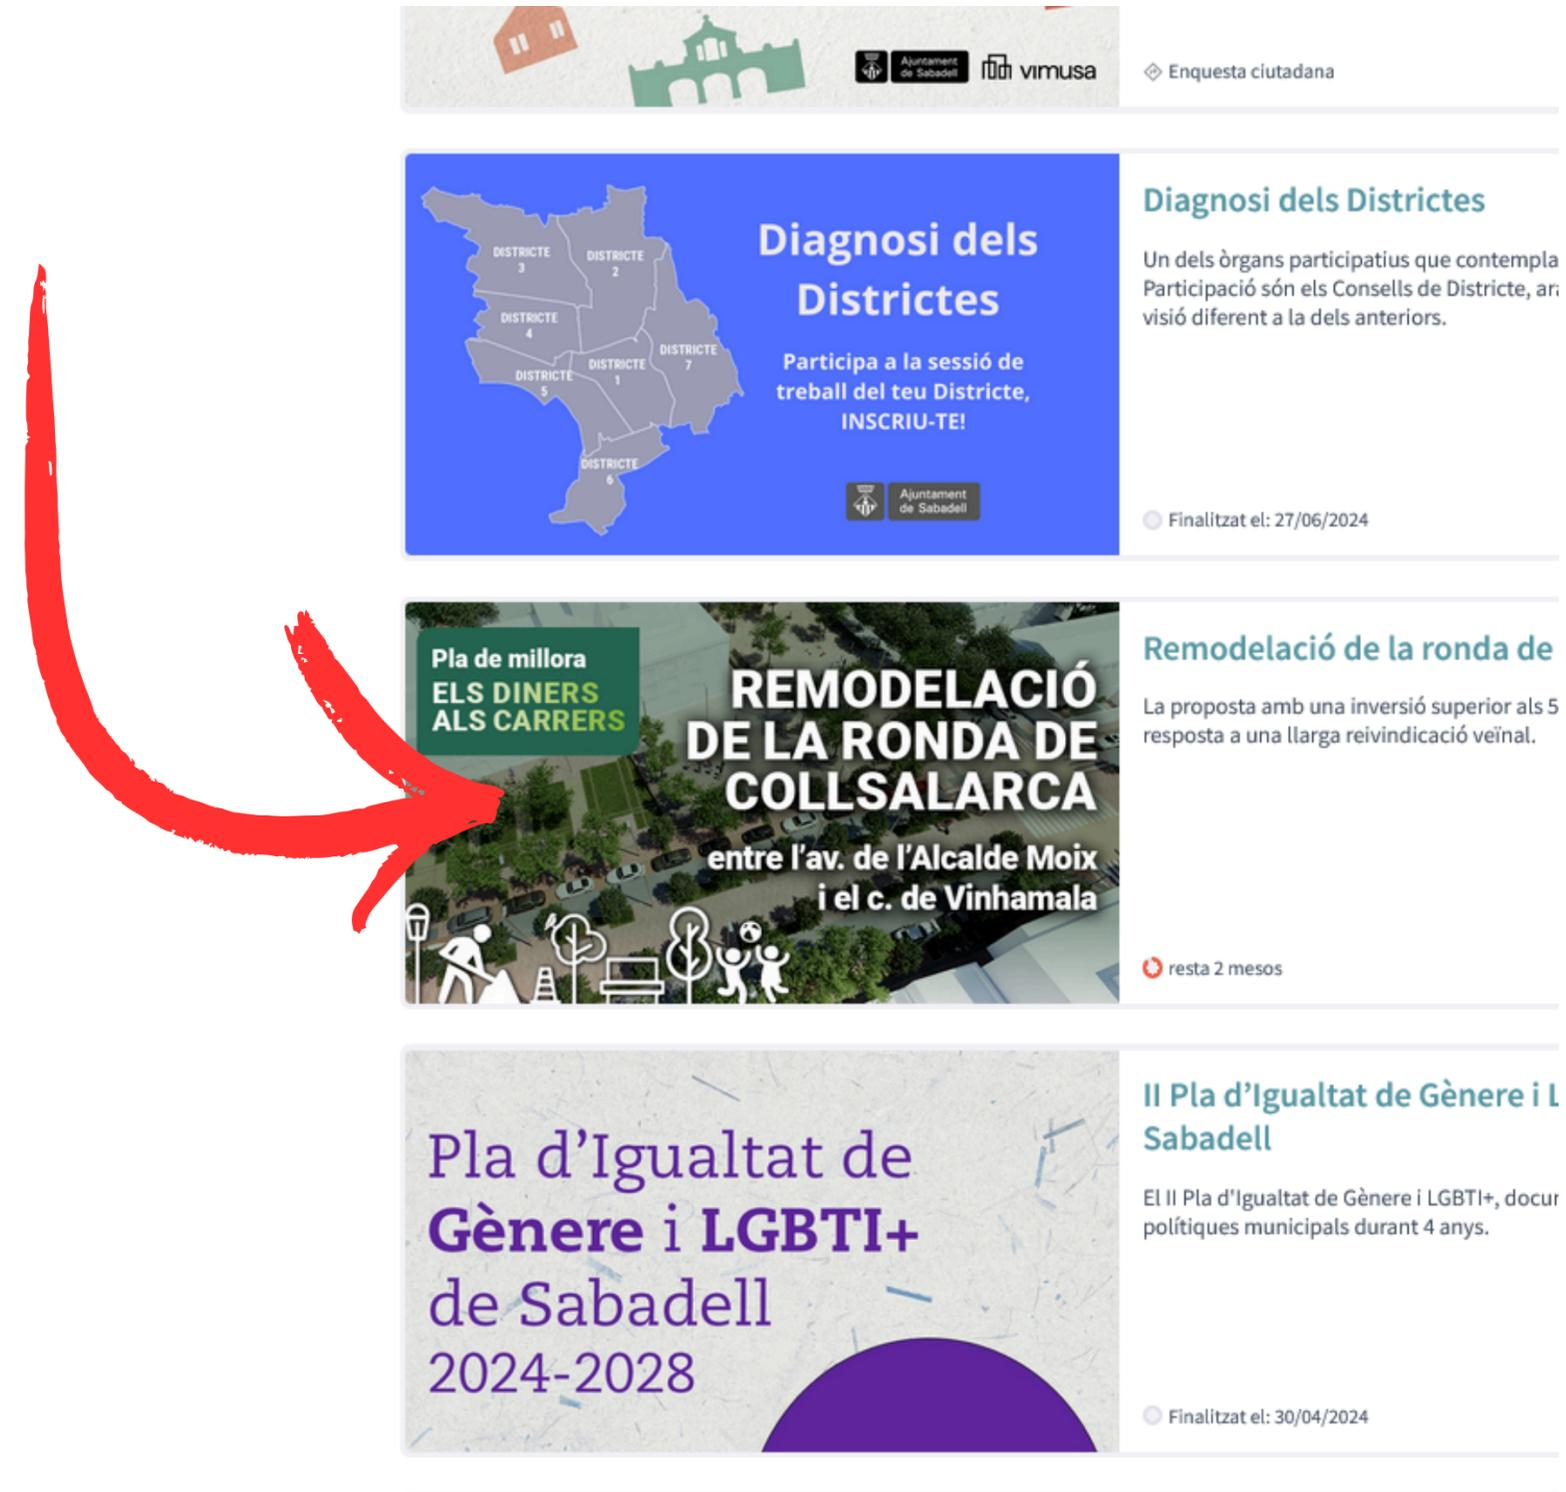 Ajuntament
de Sabadell
vimusa
Enquesta ciutadana
DISTRICTE
3
DISTRICTE
2
DISTRICTE
4
DISTRICTE
7
DISTRICTE
1
DISTRICTE
5
DISTRICTE
6
Diagnosi dels
Districtes
Participa a la sessió de
treball del teu Districte,
INSCRIU-TE!
Ajuntament
de Sabadell
Diagnosi dels Districtes
Un dels òrgans participatius que contempla
Participació són els Consells de Districte,
visió diferent a la dels anteriors.
Finalitzat el: 27/06/2024
Pla de millora
ELS DINERS
ALS CARRERS
REMODELACIÓ
DE LA RONDA DE
COLLSALARCA
entre l'av. de l'Alcalde Moix
i el c. de Vinhamala
Remodelació de la ronda de
La proposta amb una inversió superior als 5
resposta a una llarga reivindicació veïnal.
resta 2 mesos
Pla d'Igualtat de
Gènere i LGBTI+
de Sabadell
2024-2028
II Pla d'Igualtat de Gènere i L
Sabadell
El II Pla d'Igualtat de Gènere i LGBTI+,
polítiques municipals durant 4 anys.
Finalitzat el: 30/04/2024